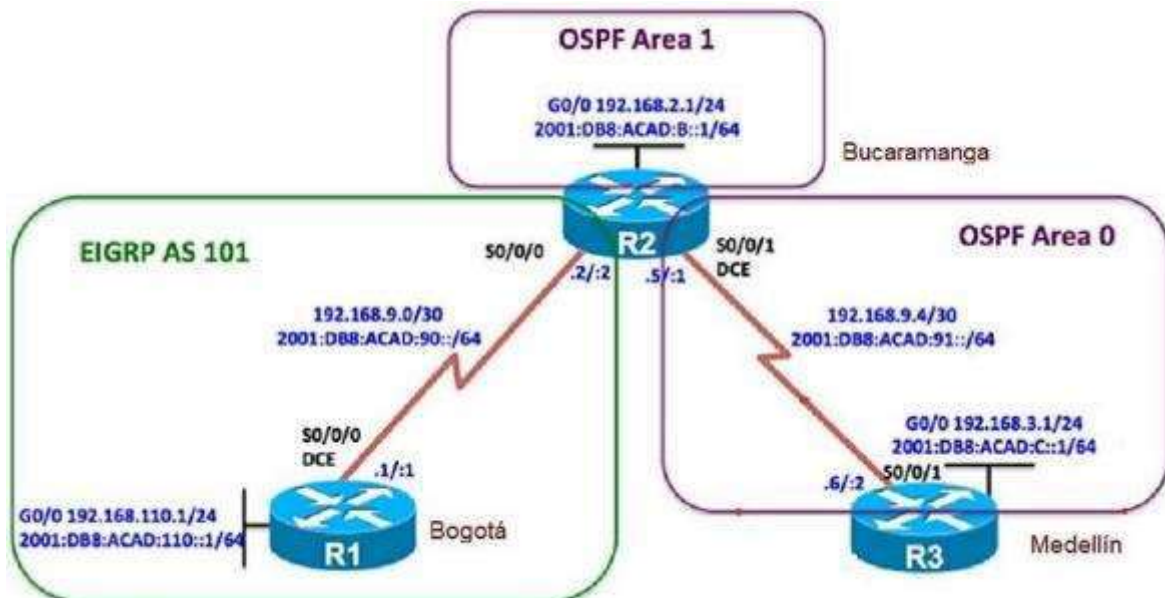 OSPF Area 1
G0/0 192.168.2.1/24
2001:DB8:ACAD:B::1/64
Bucaramanga
EIGRP AS 101
S0/0/0
R2
S0/0/1
DCE
OSPF Area 0
.2/:2
.5/:1
192.168.9.0/30
2001:DB8:ACAD:90::/64
192.168.9.4/30
2001:DB8:ACAD:91::/64
S0/0/0
DCE
.1/:1
G0/0 192.168.3.1/24
2001:DB8:ACAD:C::1/64
.6/:2
S0/0/1
G0/0 192.168.110.1/24
2001:DB8:ACAD:110::1/64
R1
Bogotá
R3
Medellín